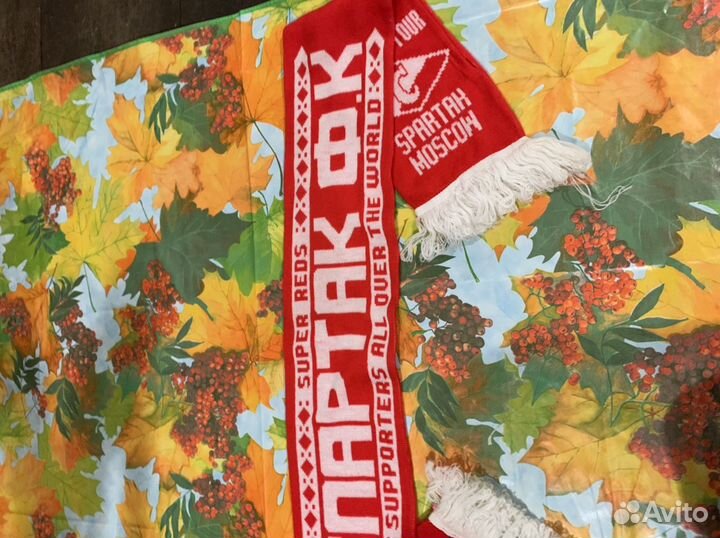 SUPER REDS
ПАРТАК Ф.К
SUPPORTERS ALL OVER THE WORLD
TOUR
SPARTAK
MOSCOW
Avito